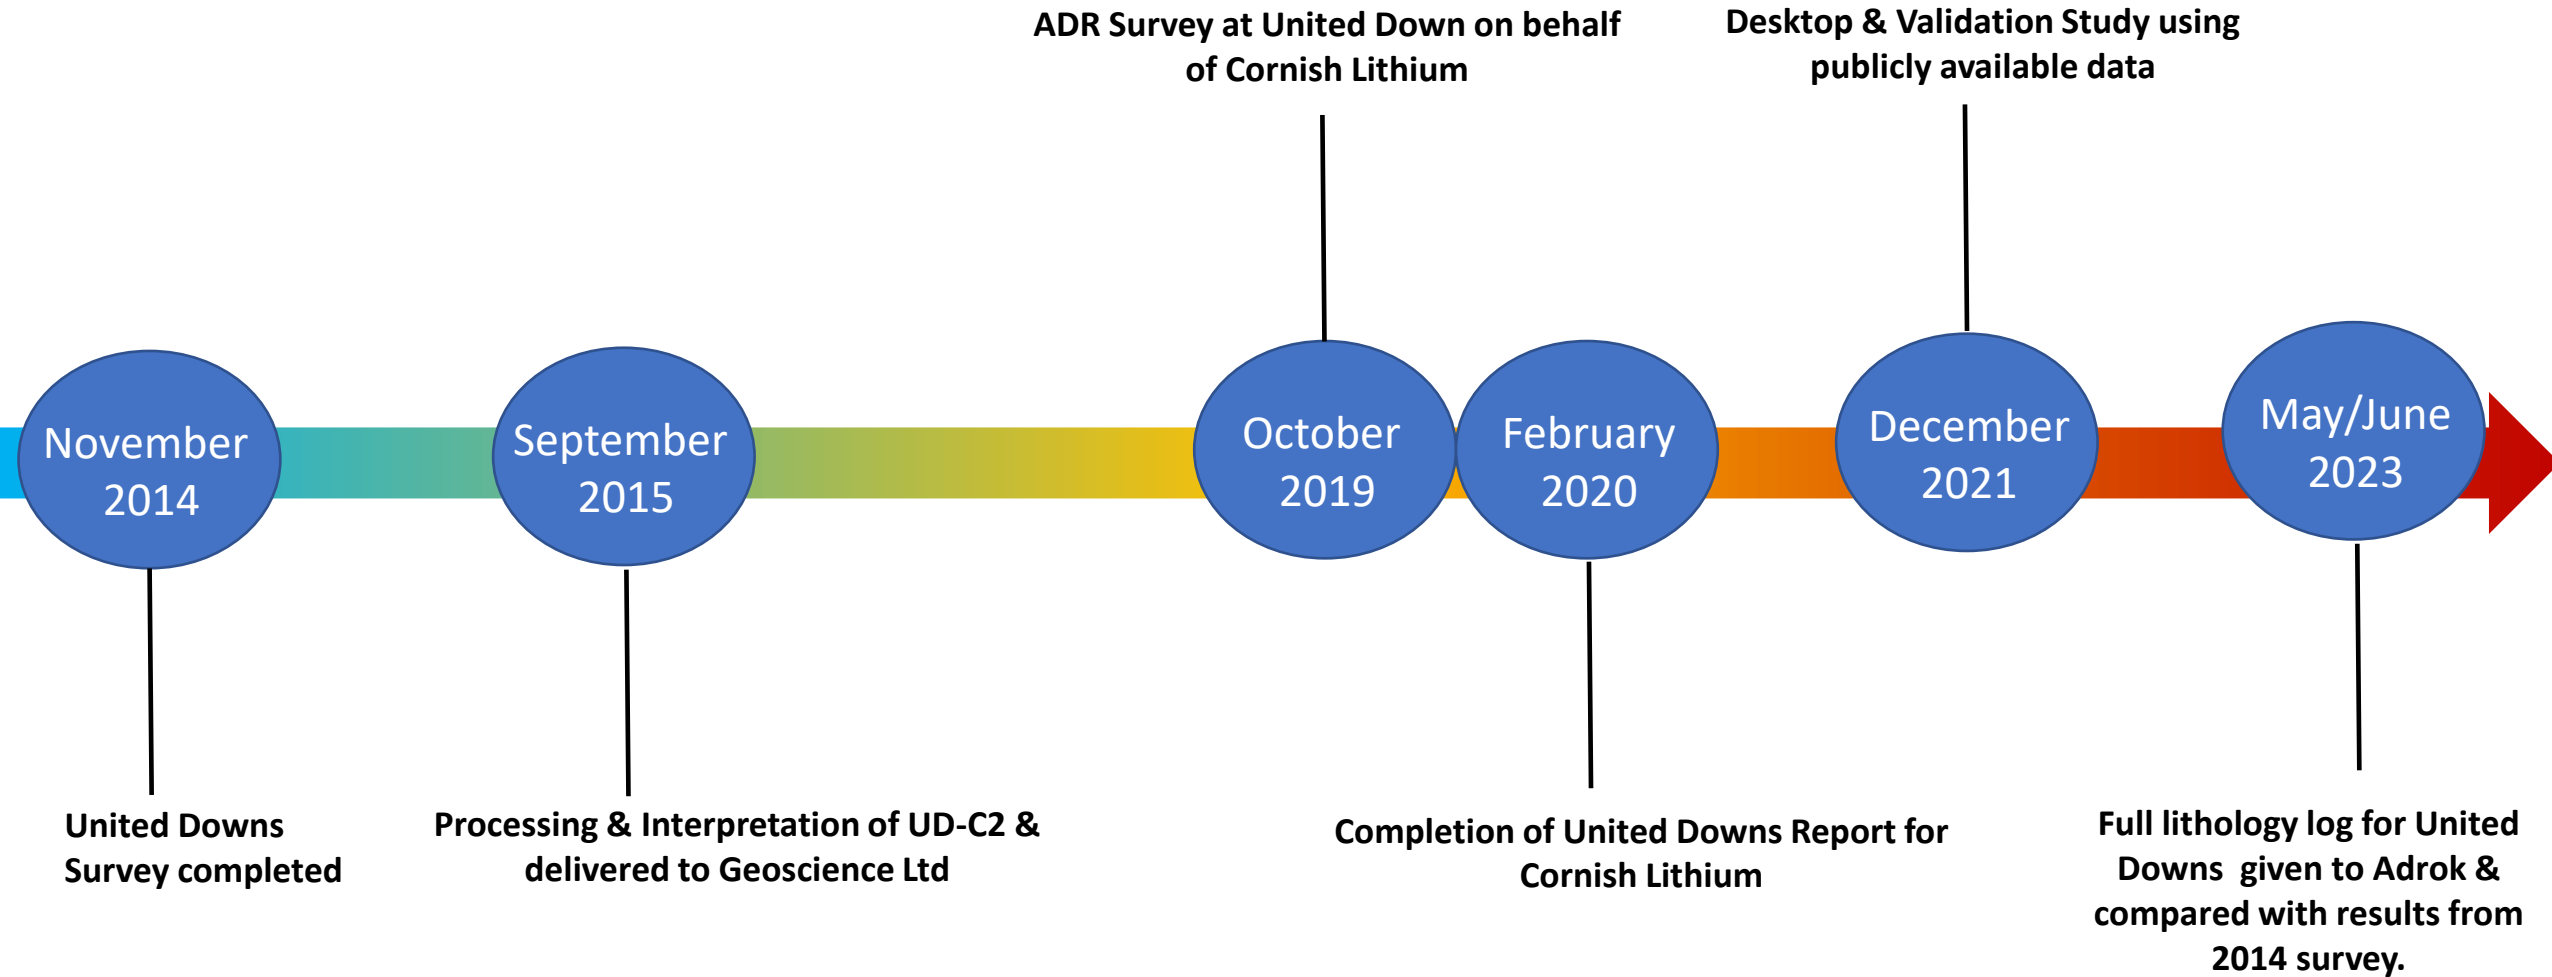 ADR Survey at United Down on behalf
of Cornish Lithium
Desktop & Validation Study using
publicly available data
November
2014
September
2015
October
2019
February
2020
December
2021
May/June
2023
United Downs
Survey completed
Processing & Interpretation of UD-C2 &
delivered to Geoscience Ltd
Completion of United Downs Report for
Cornish Lithium
Full lithology log for United
Downs given to Adrok &
compared with results from
2014 survey.